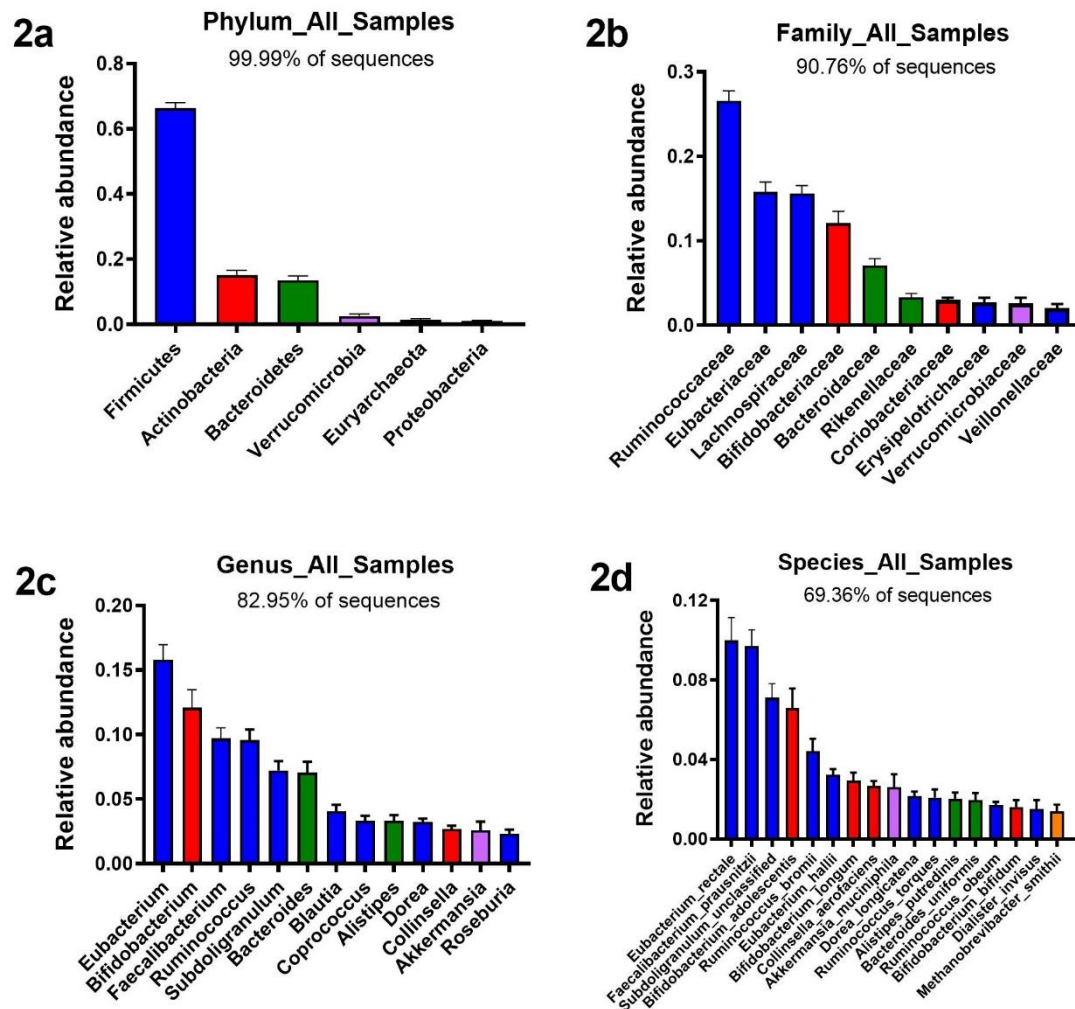 2a
Phylum_All_Samples
99.99% of sequences
Relative abundance
0.8
0.6
0.4
0.2
0.0
Firmicutes
Actinobacteria
Bacteroidetes
Verrucomicrobia
Euryarchaeota
Proteobacteria
2b
Family_All_Samples
90.76% of sequences
Relative abundance
0.3
0.2
0.1
0.0
Ruminococcaceae
Eubacteriaceae
Lachnospiraceae
Bifidobacteriaceae
Bacteroidaceae
Rikenellaceae
Coriobacteriaceae
Erysipelotrichaceae
Verrucomicrobiaceae
Veillonellaceae
2c
Genus_All_Samples
82.95% of sequences
Relative abundance
0.20
0.15
0.10
0.05
0.00
Eubacterium
Bifidobacterium
Faecalibacterium
Ruminococcus
Subdoligranulum
Bacteroides
Blautia
Coprococcus
Alistipes
Dorea
Collinsella
Akkermansia
Roseburia
2d
Species_All_Samples
69.36% of sequences
Relative abundance
0.12
0.08
0.04
0.00
Eubacterium_rectale
Faecalibacterium_prausnitzii
Subdoligranulum_unclassified
Bifidobacterium_adolescentis
Ruminococcus_bromii
Eubacterium_hallii
Bifidobacterium_longum
Collinsella_aerofaciens
Akkermansia_muciniphila
Dorea_longicatena
Ruminococcus_torques
Alistipes_putredinis
Bacteroides_uniformis
Ruminococcus_obeum
Bifidobacterium_bifidum
Dialister_invisus
Methanobrevibacter_smithii